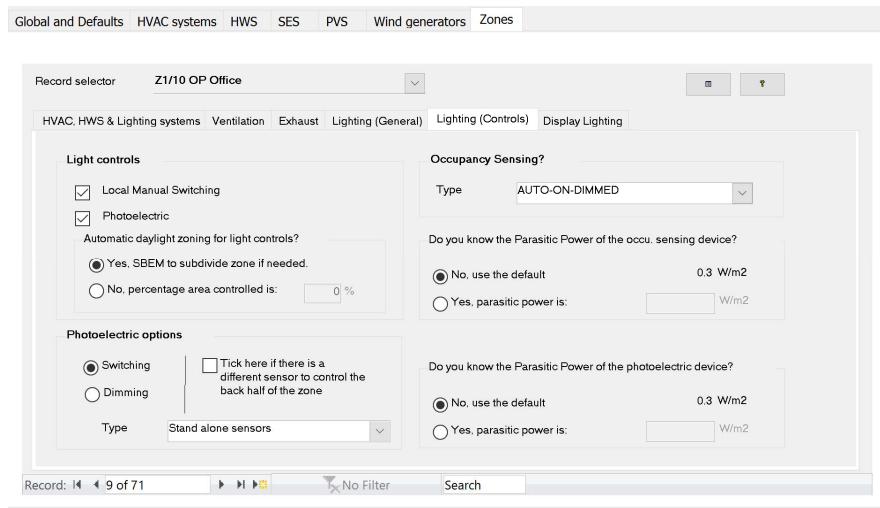 Global and Defaults HVAC systems HWS SES PVS Wind generators Zones
Record selector Z1/10 OP Office
HVAC, HWS & Lighting systems Ventilation Exhaust Lighting (General) Lighting (Controls) Display Lighting
Light controls
Local Manual Switching
Photoelectric
Automatic daylight zoning for light controls?
Yes, SBEM to subdivide zone if needed.
No, percentage area controlled is: 0 %
Photoelectric options
Switching
Dimming
Tick here if there is a
different sensor to control the
back half of the zone
Type Stand alone sensors
Occupancy Sensing?
Type AUTO-ON-DIMMED
Do you know the Parasitic Power of the occu. sensing device?
No, use the default 0.3 W/m2
Yes, parasitic power is: W/m2
Do you know the Parasitic Power of the photoelectric device?
No, use the default 0.3 W/m2
Yes, parasitic power is: W/m2
Record: 9 of 71 No Filter Search